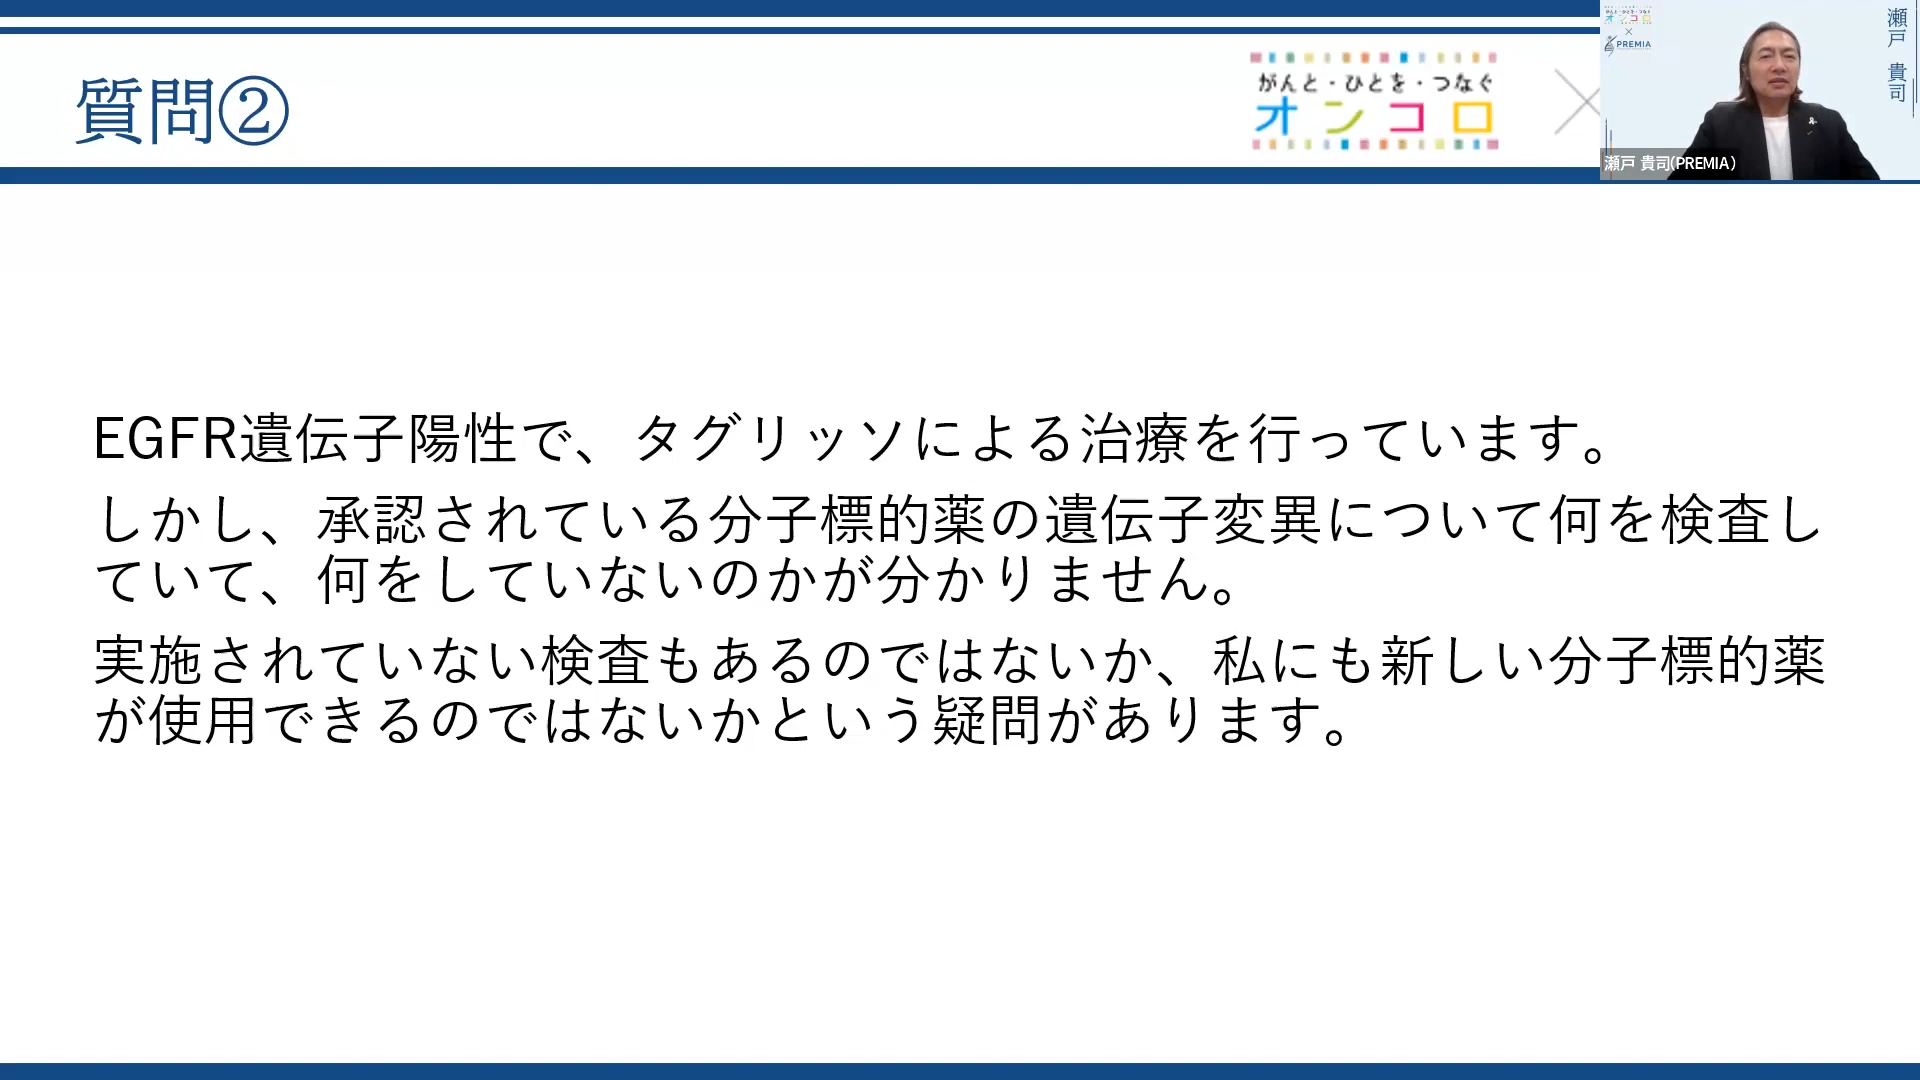 質問②
がんと・ひとを・つなぐ
オンコロ
×
PREMIA
瀬戸 貴司
瀬戸 貴司(PREMIA)
EGFR遺伝子陽性で、タグリッソによる治療を行っています。
しかし、承認されている分子標的薬の遺伝子変異について何を検査し
ていて、何をしていないのかが分かりません。
実施されていない検査もあるのではないか、私にも新しい分子標的薬
が使用できるのではないかという疑問があります。